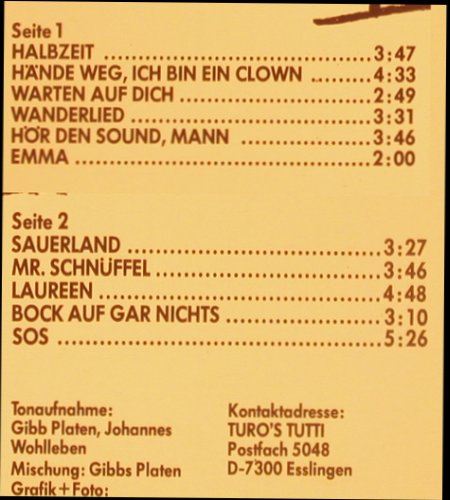 Seite 1
HALBZEIT ................................... 3:47
HÄNDE WEG, ICH BIN EIN CLOWN ........ 4:33
WARTEN AUF DICH ......................... 2:49
WANDERLIED ................................ 3:31
HÖR DEN SOUND, MANN ................. 3:46
EMMA ....................................... 2:00
Seite 2
SAUERLAND ................................. 3:27
MR. SCHNÜFFEL ............................. 3:46
LAUREEN .................................... 4:48
BOCK AUF GAR NICHTS .................... 3:10
SOS .......................................... 5:26
Tonaufnahme:
Gibb Platen, Johannes
Wohlleben
Mischung: Gibbs Platen
Grafik+Foto:
Kontaktadresse:
TURO'S TUTTI
Postfach 5048
D-7300 Esslingen